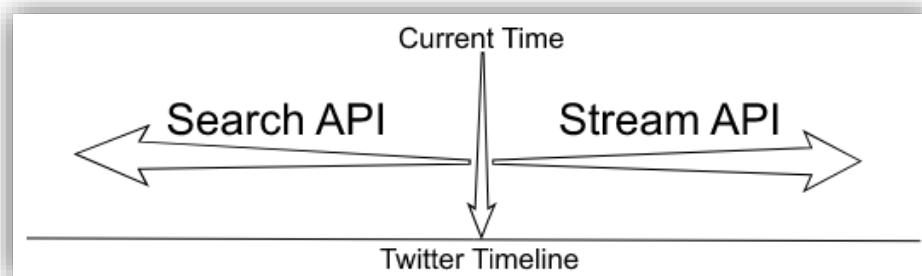 Current Time
Search API
Stream API
Twitter Timeline